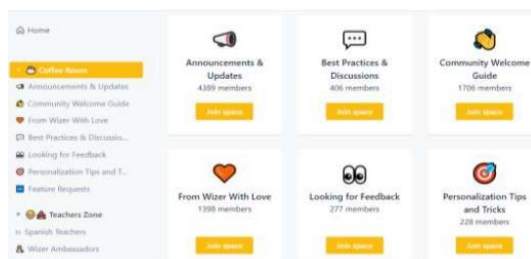 Home
Coffee Room
Announcements & Updates
Community Welcome Guide
From Wizer With Love
Best Practices & Discussio...
Looking for Feedback
Personalization Tips and T...
Feature Requests
Teachers Zone
Spanish Teachers
Wizer Ambassadors
Announcements &
Updates
4389 members
Join space
Best Practices &
Discussions
406 members
Join space
Community Welcome
Guide
1706 members
Join space
From Wizer With Love
1398 members
Join space
Looking for Feedback
277 members
Join space
Personalization Tips
and Tricks
228 members
Join space